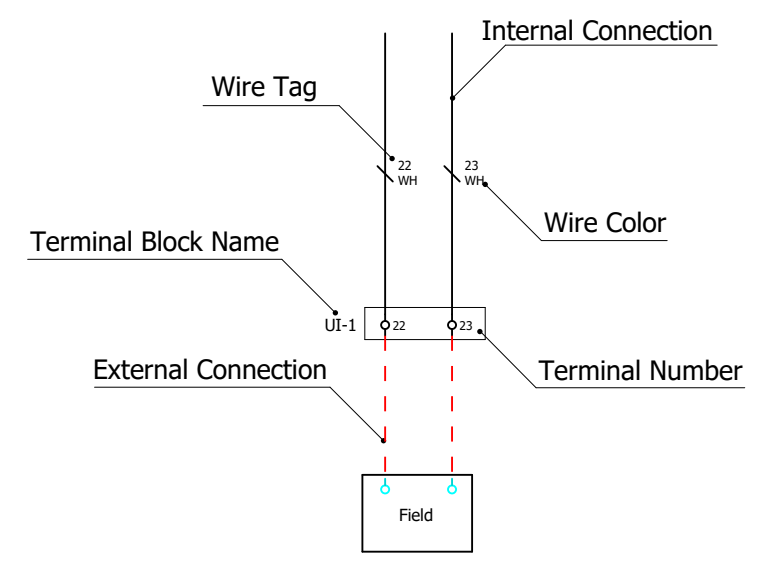 Internal Connection
Wire Tag
22
WH
23
WH
Wire Color
Terminal Block Name
UI-1
22
23
External Connection
Terminal Number
Field